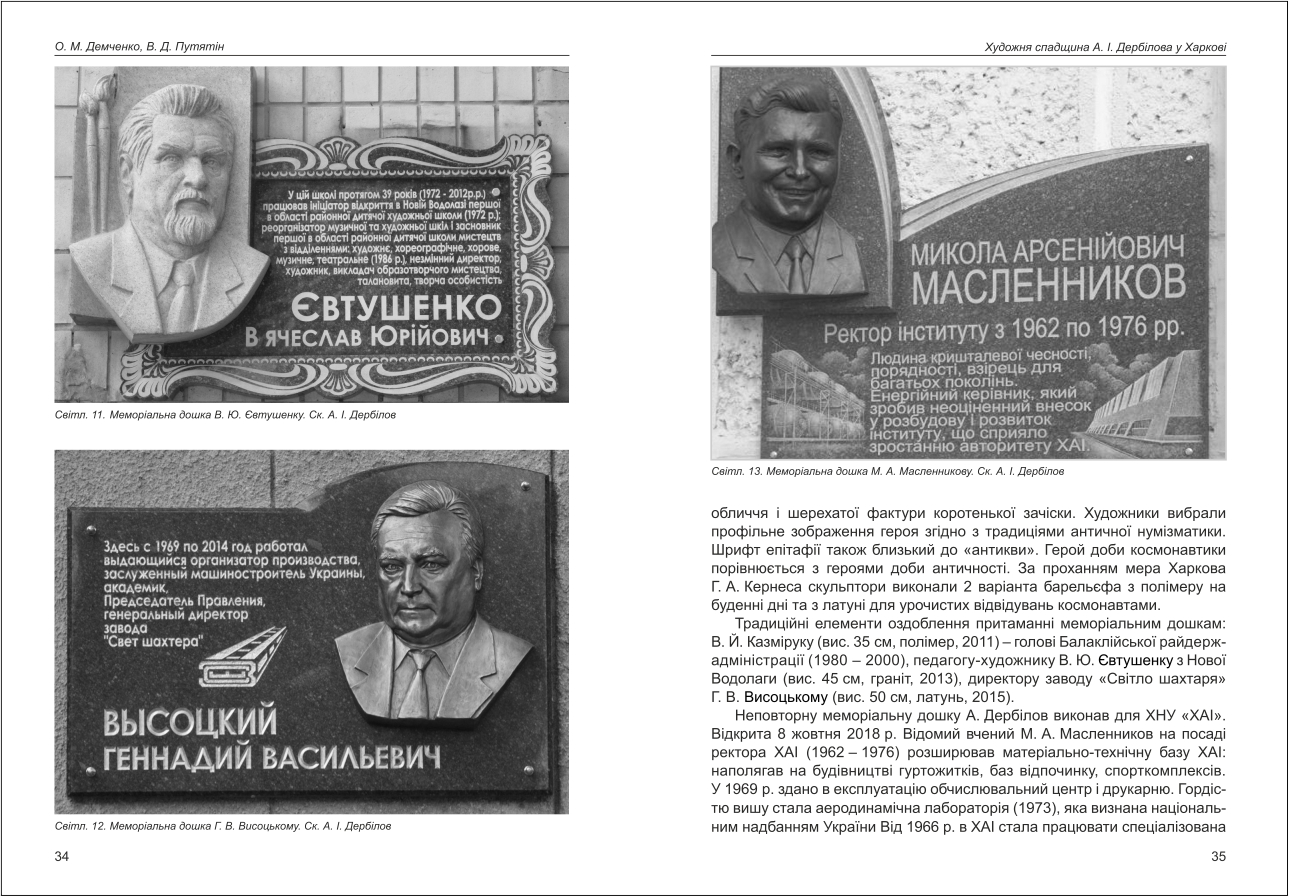 О. М. Демченко, В. Д. Путятін
У цій школі протягом 39 років (1972 - 2012р.р.)
працював ініціатор відкриття в Новій Водолазі першої
в області районної дитячої художньої школи (1972 р.);
реорганізатор музичної та художньої шкіл і засновник
першої в області районної дитячої школи мистецтв
з відділеннями: художнє, хореографічне, хорове,
музичне, театральне (1986 р.), незмінний директор,
художник, викладач образотворчого мистецтва,
талановита, творча особистість
ЄВТУШЕНКО
В ЯЧЕСЛАВ ЮРІЙОВИЧ
Світл. 11. Меморіальна дошка В. Ю. Євтушенку. Ск. А. І. Дербілов
Здесь с 1969 по 2014 год работал
выдающийся организатор производства,
заслуженный машиностроитель Украины,
академик,
Председатель Правления,
генеральный директор
завода
"Свет шахтера"
ВЫСОЦКИЙ
ГЕННАДИЙ ВАСИЛЬЕВИЧ
Світл. 12. Меморіальна дошка Г. В. Висоцькому. Ск. А. І. Дербілов
34
Художня спадщина А. І. Дербілова у Харкові
МИКОЛА АРСЕНІЙОВИЧ
МАСЛЕННИКОВ
Ректор інституту з 1962 по 1976 рр.
Людина кришталевої чесності,
порядності, взірець для
багатьох поколінь.
Енергійний керівник, який
зробив неоціненний внесок
у розбудову і розвиток
інституту, що сприяло
зростанню авторитету ХАІ.
Світл. 13. Меморіальна дошка М. А. Масленникову. Ск. А. І. Дербілов
обличчя і шерехатої фактури коротенької зачіски. Художники вибрали
профільне зображення героя згідно з традиціями античної нумізматики.
Шрифт епітафії також близький до «антикви». Герой доби космонавтики
порівнюється з героями доби античності. За проханням мера Харкова
Г. А. Кернеса скульптори виконали 2 варіанта барельєфа з полімеру на
буденні дні та з латуні для урочистих відвідувань космонавтами.
Традиційні елементи оздоблення притаманні меморіальним дошкам:
В. Й. Казміруку (вис. 35 см, полімер, 2011) – голові Балаклійської райдерж-
адміністрації (1980 – 2000), педагогу-художнику В. Ю. Євтушенку з Нової
Водолаги (вис. 45 см, граніт, 2013), директору заводу «Світло шахтаря»
Г. В. Висоцькому (вис. 50 см, латунь, 2015).
Неповторну меморіальну дошку А. Дербілов виконав для ХНУ «ХАІ».
Відкрита 8 жовтня 2018 р. Відомий вчений М. А. Масленников на посаді
ректора ХАІ (1962 – 1976) розширював матеріально-технічну базу ХАІ:
наполягав на будівництві гуртожитків, баз відпочинку, спорткомплексів.
У 1969 р. здано в експлуатацію обчислювальний центр і друкарню. Гордіс-
тю вишу стала аеродинамічна лабораторія (1973), яка визнана національ-
ним надбанням України Від 1966 р. в ХАІ стала працювати спеціалізована
35